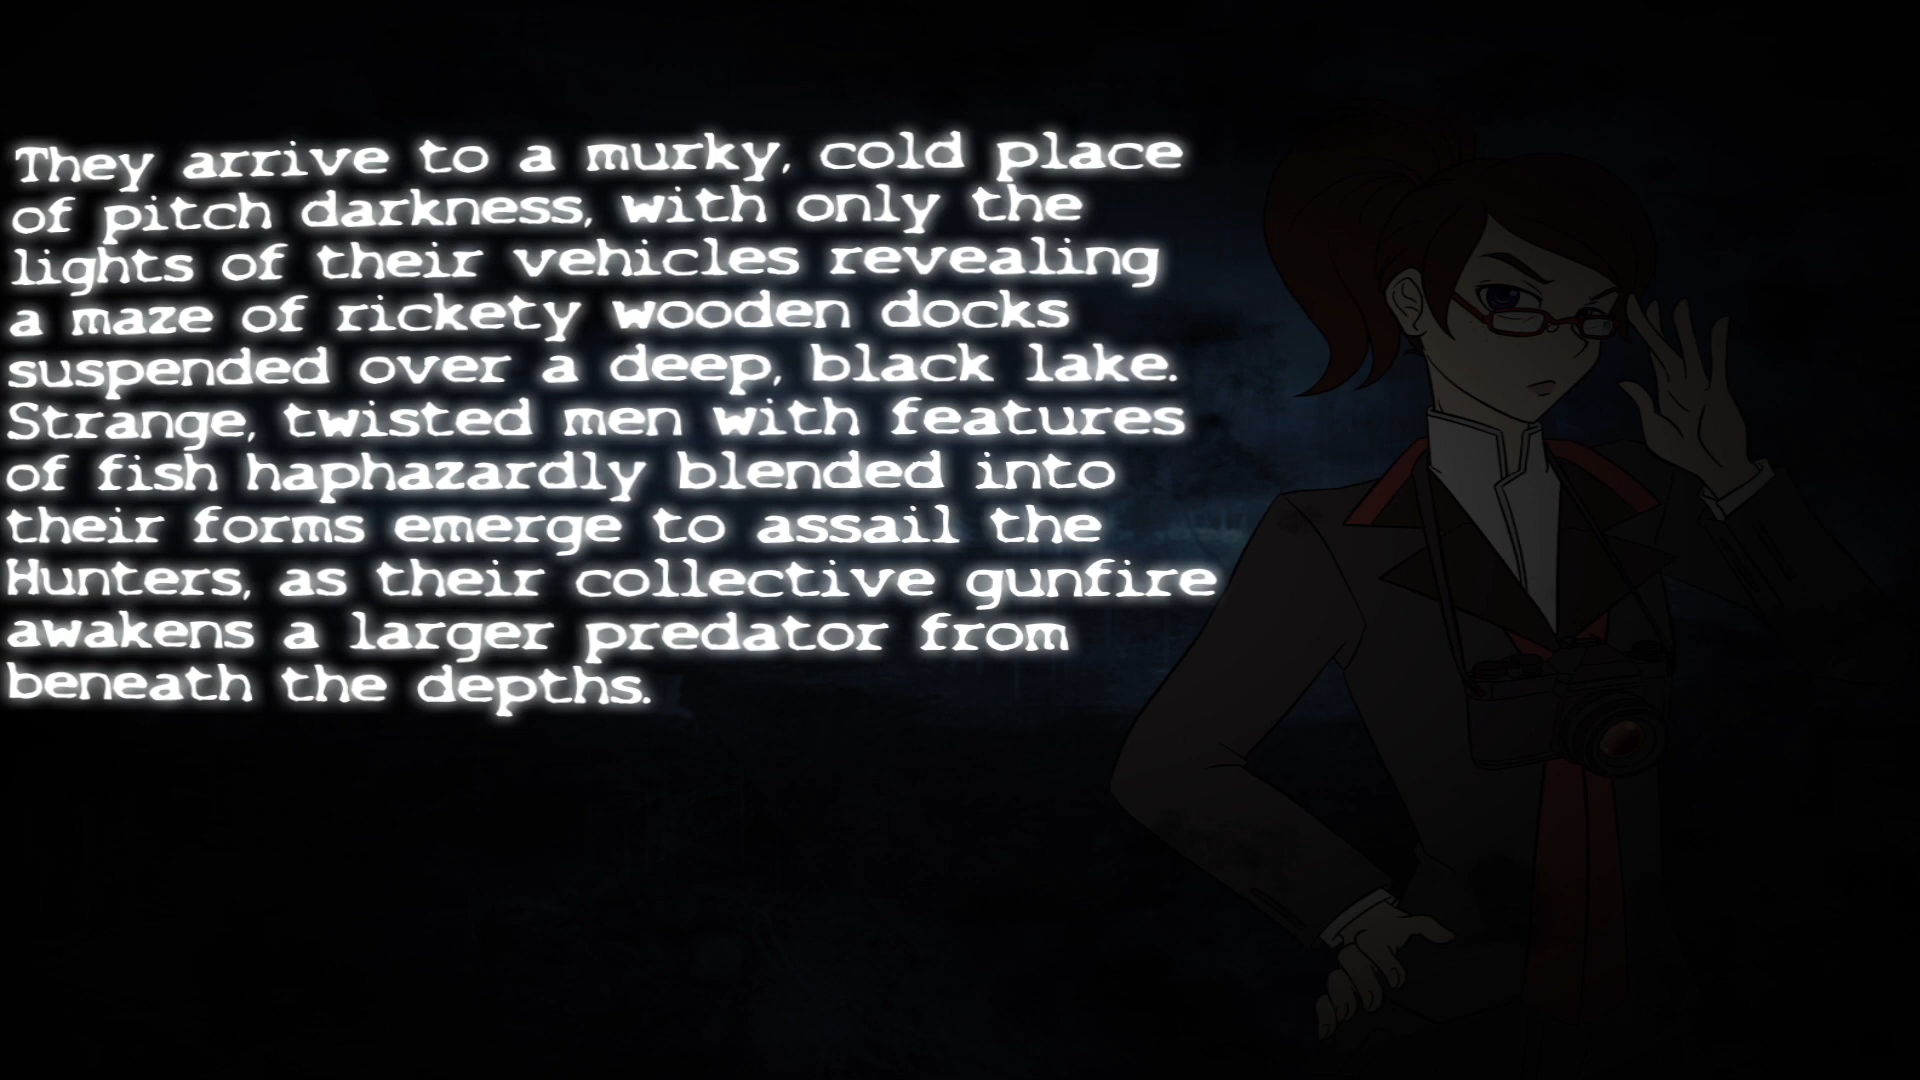 They arrive to a murky, cold place
of pitch darkness, with only the
lights of their vehicles revealing
a maze of rickety wooden docks
suspended over a deep, black lake.
Strange, twisted men with features
of fish haphazardly blended into
their forms emerge to assail the
Hunters, as their collective gunfire
awakens a larger predator from
beneath the depths.